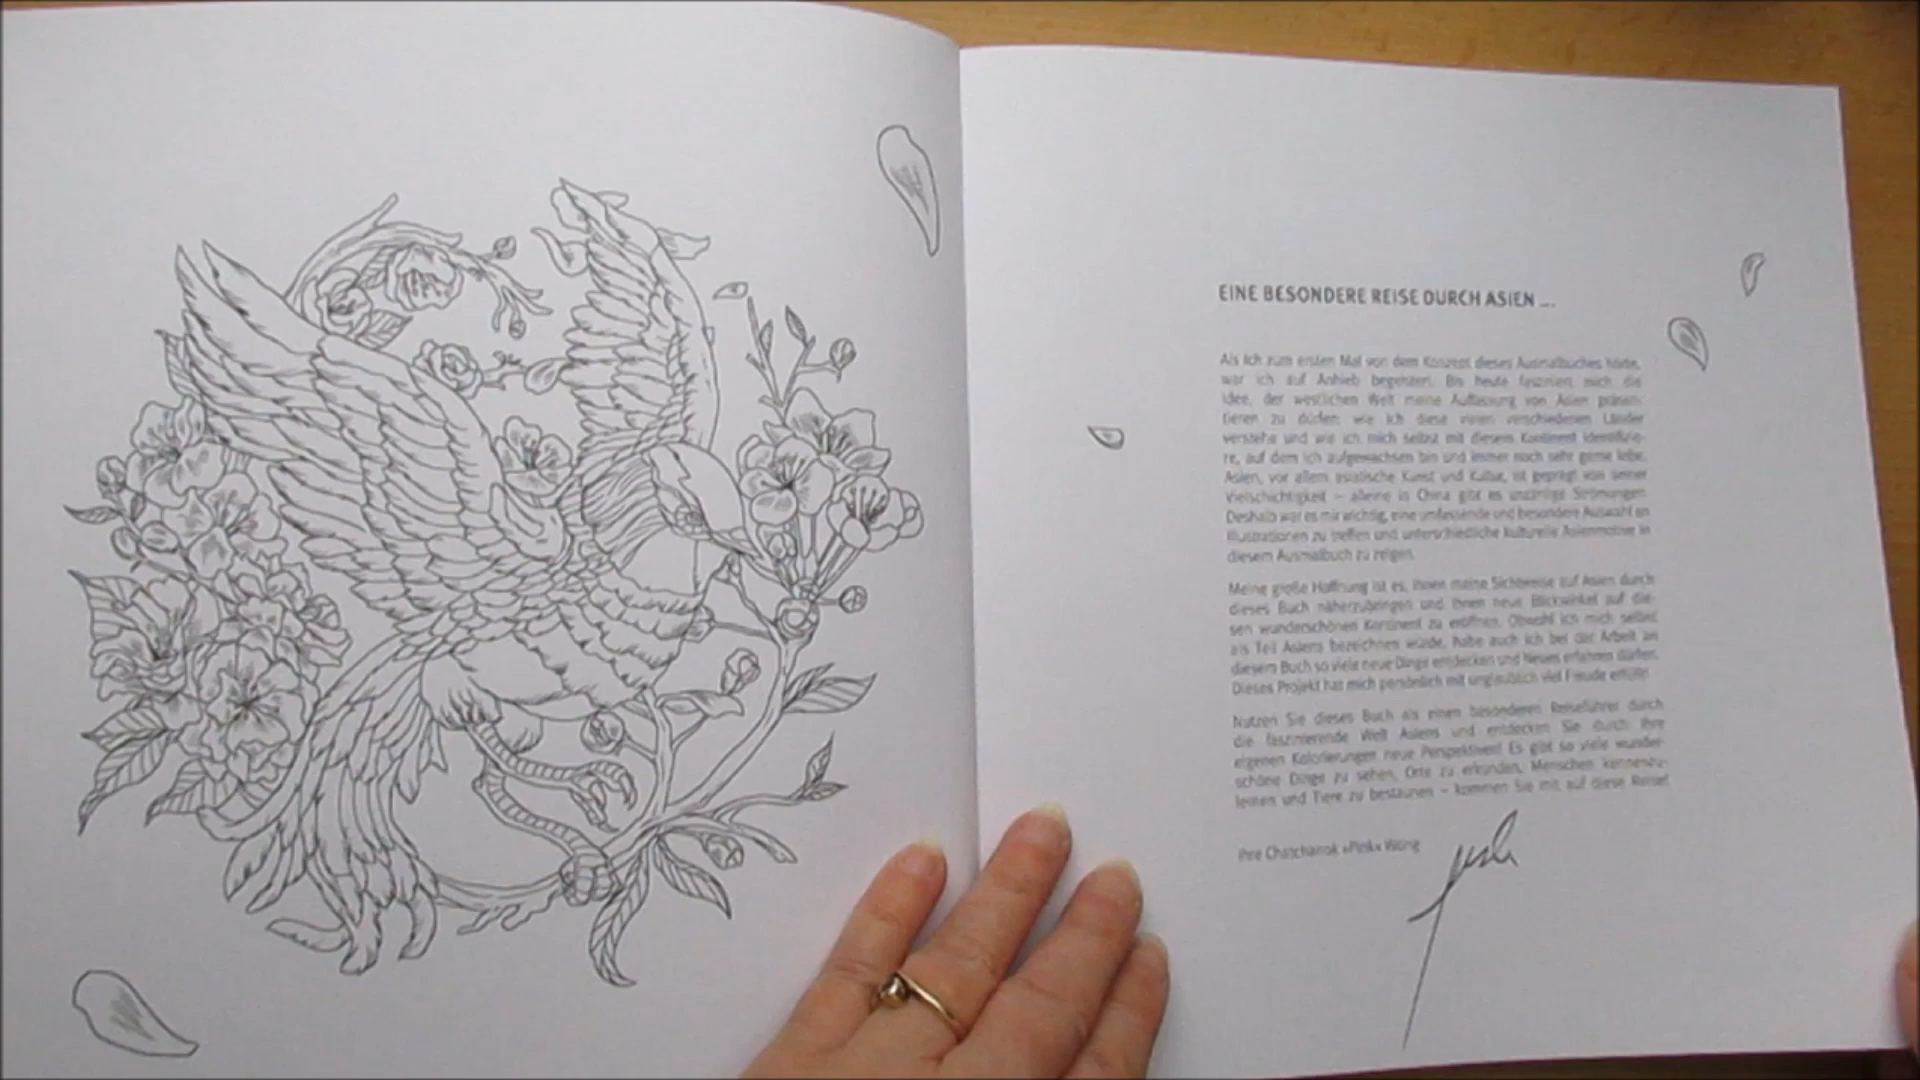 EINE BESONDERE REISE DURCH ASIEN ...
Als ich zum ersten Mal von dem Konzept dieses Ausmalbuches hörte,
war ich auf Anhieb begeistert. Bis heute fasziniert mich die
Idee, der westlichen Welt meine Auffassung von Asien präsen-
tieren zu dürfen: wie ich diese vielen verschiedenen Länder
verstehe und wie ich mich selbst mit diesem Kontinent identifizie-
re, auf dem ich aufgewachsen bin und immer noch sehr gerne lebe.
Asien, vor allem asiatische Kunst und Kultur, ist geprägt von seiner
Vielschichtigkeit – alleine in China gibt es unzählige Strömungen.
Deshalb war es mir wichtig, eine umfassende und besondere Auswahl an
Illustrationen zu treffen und unterschiedliche kulturelle Asienmotive in
diesem Ausmalbuch zu zeigen.
Meine große Hoffnung ist es, Ihnen meine Sichtweise auf Asien durch
dieses Buch näherzubringen und Ihnen neue Blickwinkel auf die-
sen wunderschönen Kontinent zu eröffnen. Obwohl ich mich selbst
als Teil Asiens bezeichnen würde, habe auch ich bei der Arbeit an
diesem Buch so viele neue Dinge entdecken und Neues erfahren dürfen.
Dieses Projekt hat mich persönlich mit unglaublich viel Freude erfüllt!
Nutzen Sie dieses Buch als einen besonderen Reiseführer durch
die faszinierende Welt Asiens und entdecken Sie durch Ihre
eigenen Kolorierungen neue Perspektiven! Es gibt so viele wunder-
schöne Dinge zu sehen, Orte zu erkunden, Menschen kennenzu-
lernen und Tiere zu bestaunen – kommen Sie mit auf diese Reise!
Ihre Chatchanok »Pink« Wong